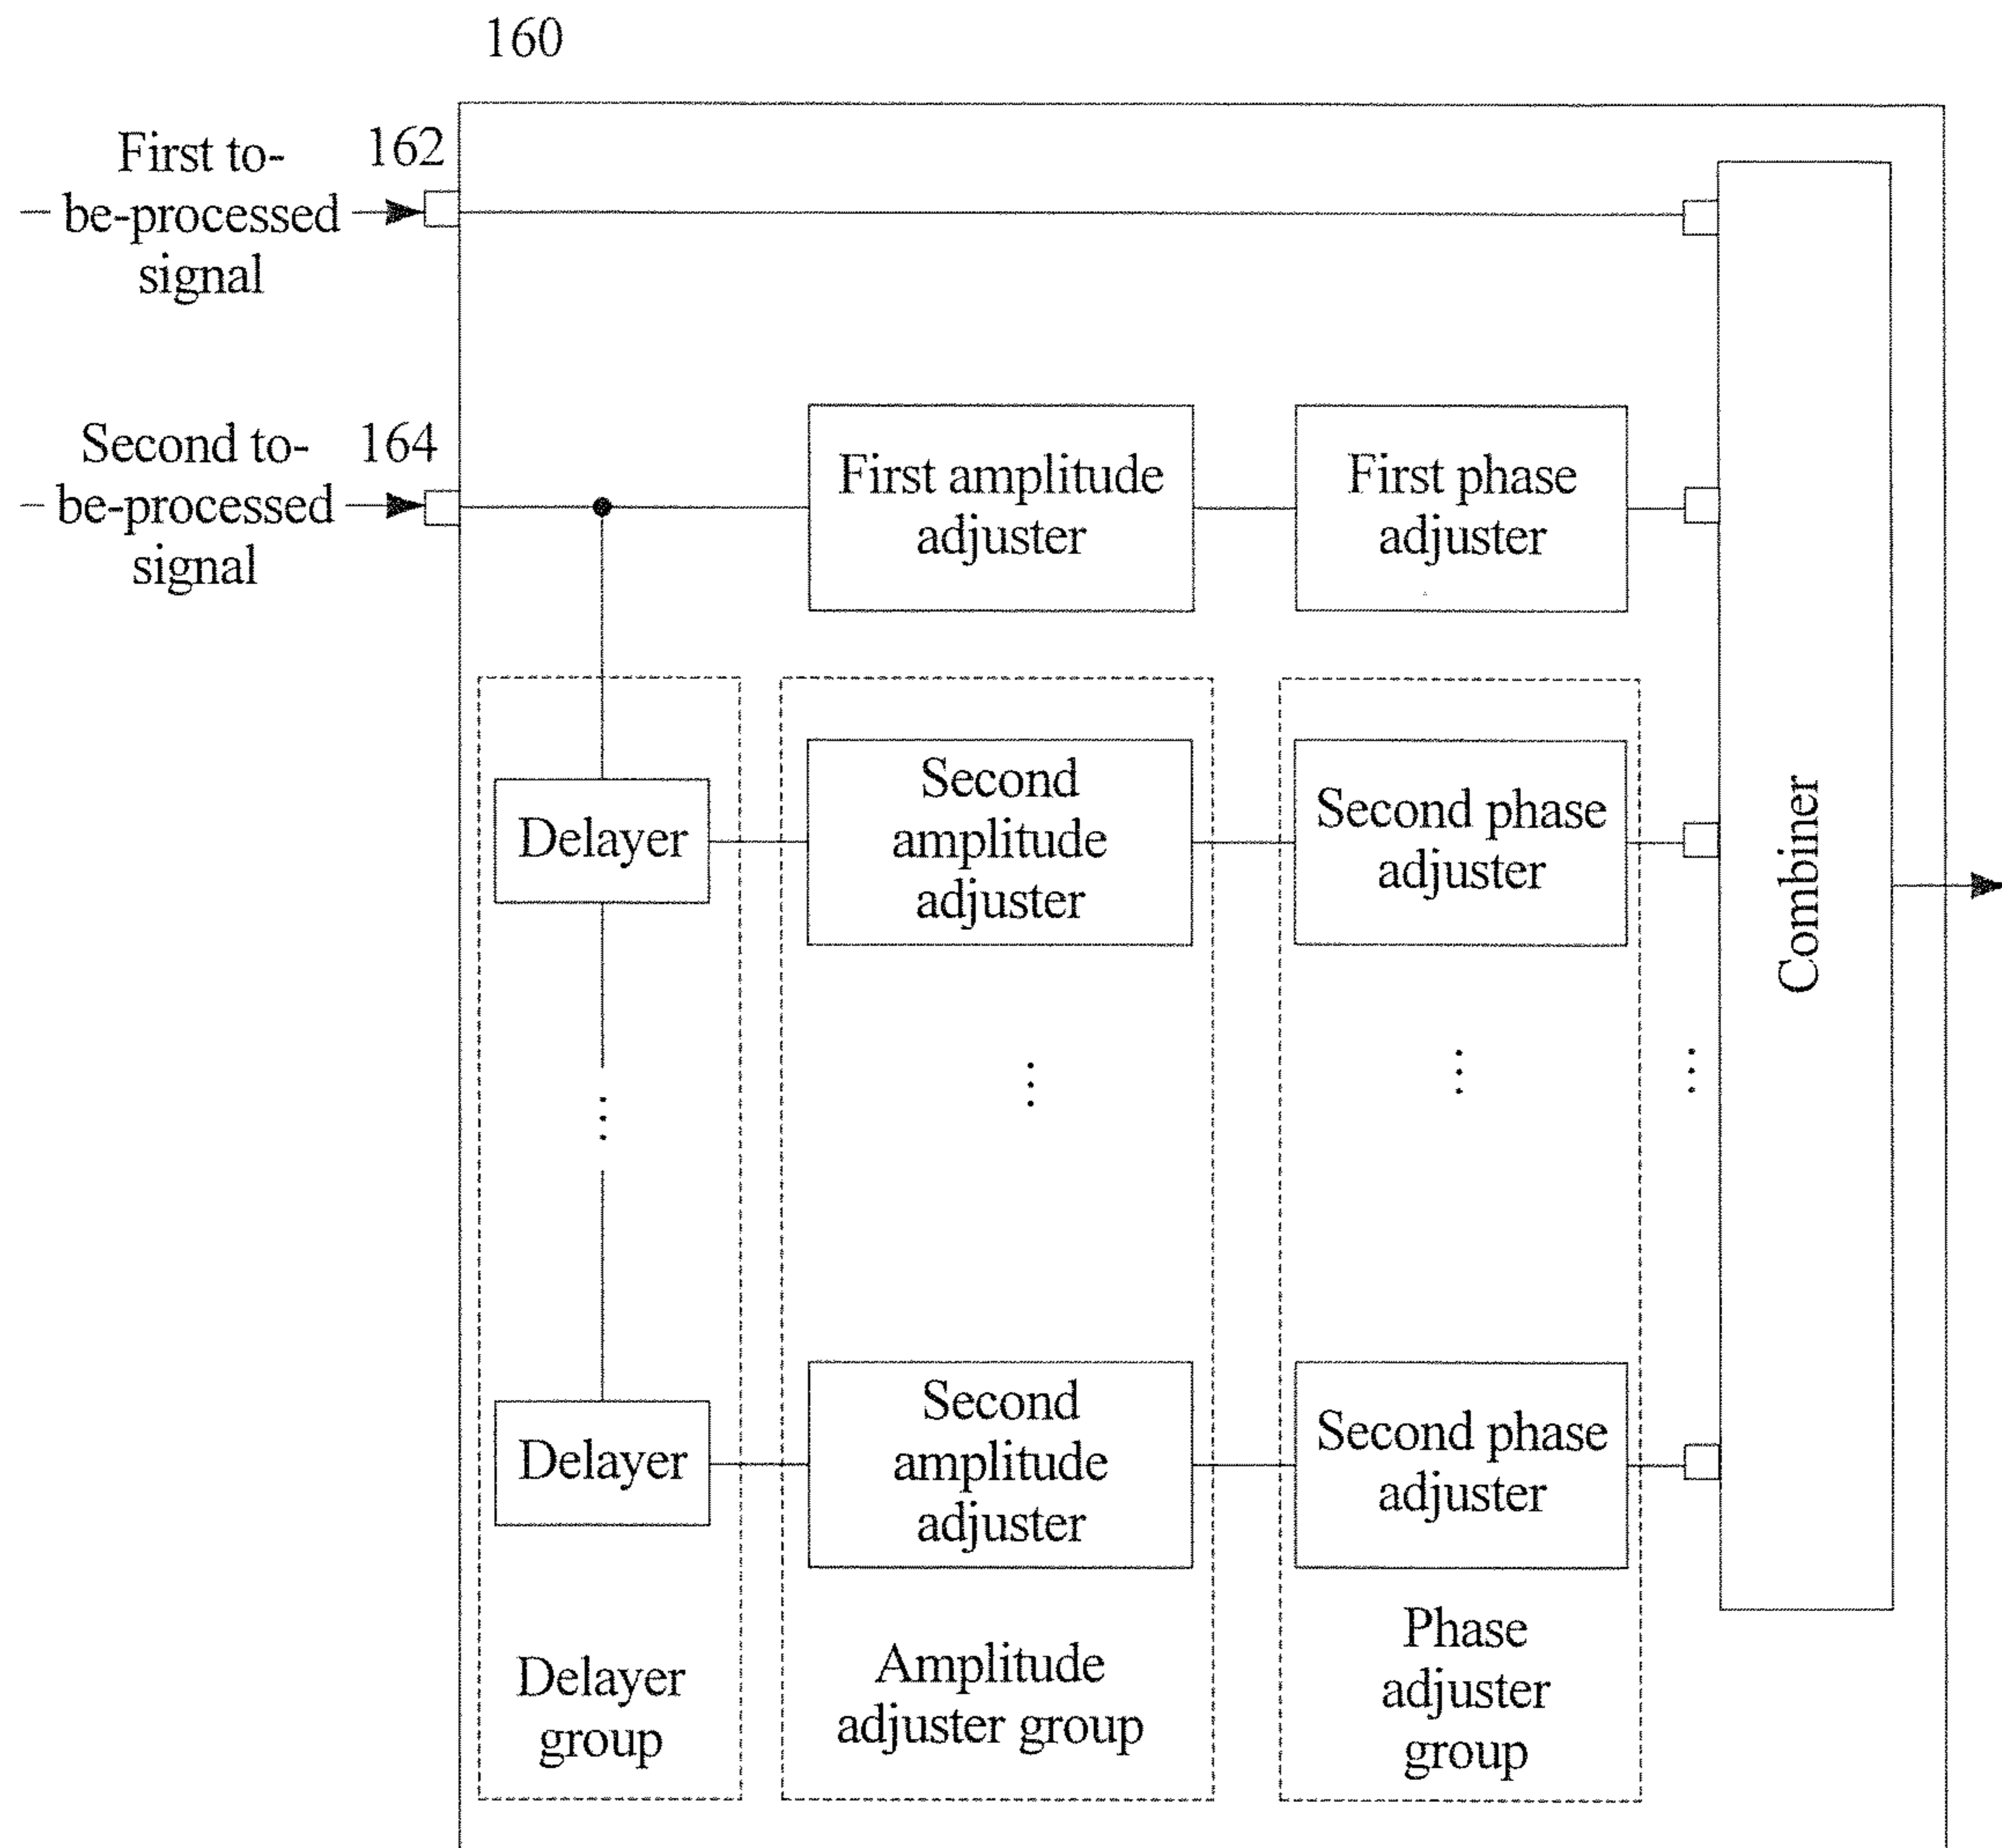 160
First to-
be-processed
signal
162
Second to-
be-processed
signal
164
First amplitude
adjuster
First phase
adjuster
Delayer
Second
amplitude
adjuster
Second phase
adjuster
Combiner
Delayer
Second
amplitude
adjuster
Second phase
adjuster
Delayer
group
Amplitude
adjuster group
Phase
adjuster
group